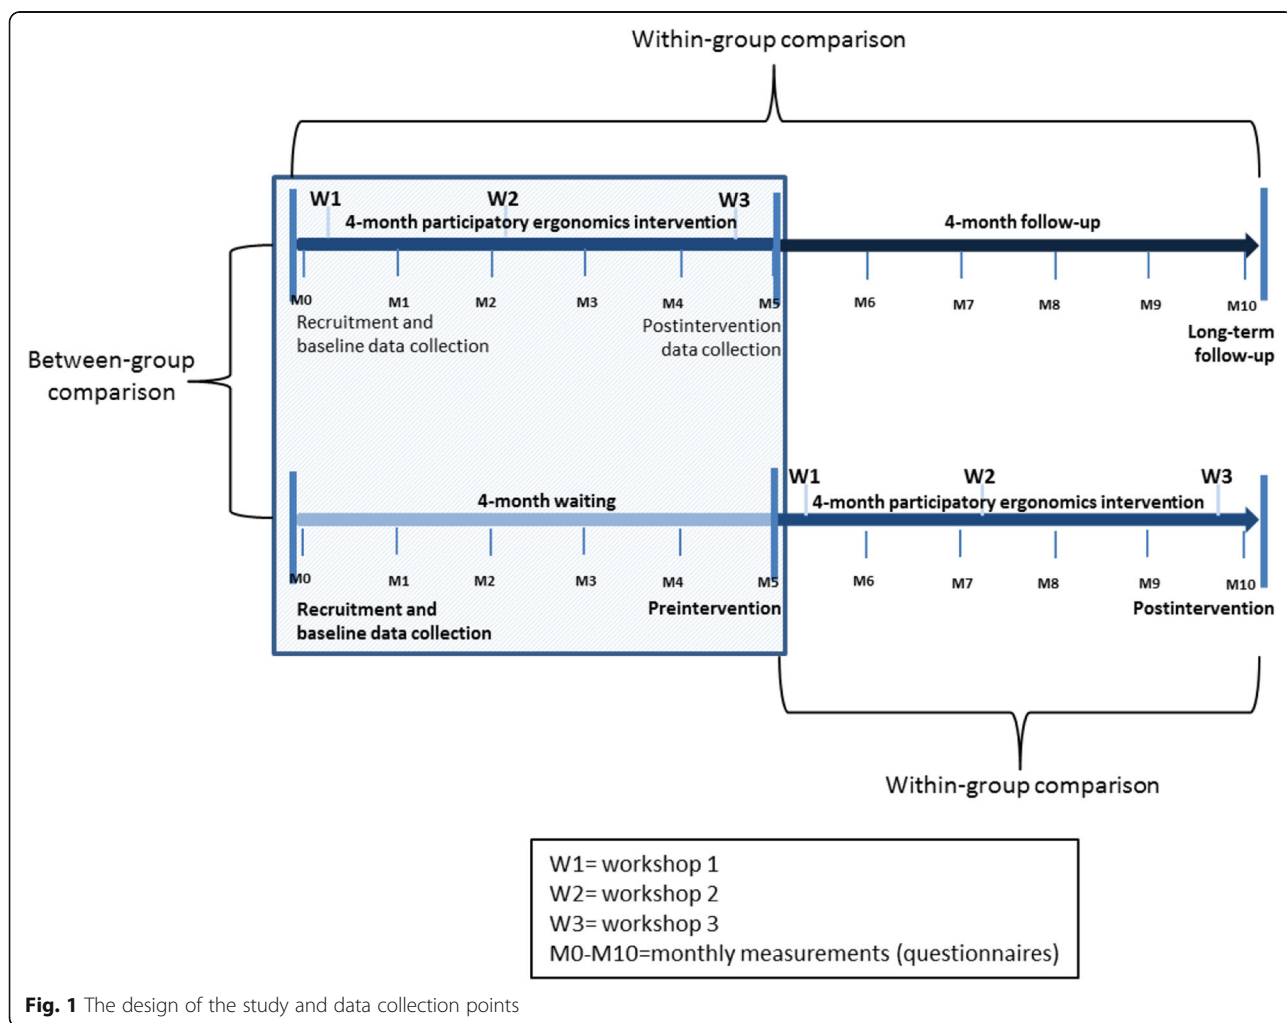 Within-group comparison
W1
W2
W3
4-month participatory ergonomics intervention
4-month follow-up
M0
M1
M2
M3
M4
M5
M6
M7
M8
M9
M10
Recruitment and
baseline data collection
Postintervention
data collection
Long-term
follow-up
Between-group
comparison
W1
W2
W3
4-month waiting
4-month participatory ergonomics intervention
M0
M1
M2
M3
M4
M5
M6
M7
M8
M9
M10
Recruitment and
baseline data collection
Preintervention
Postintervention
Within-group comparison
W1= workshop 1
W2= workshop 2
W3= workshop 3
M0-M10=monthly measurements (questionnaires)
Fig. 1 The design of the study and data collection points